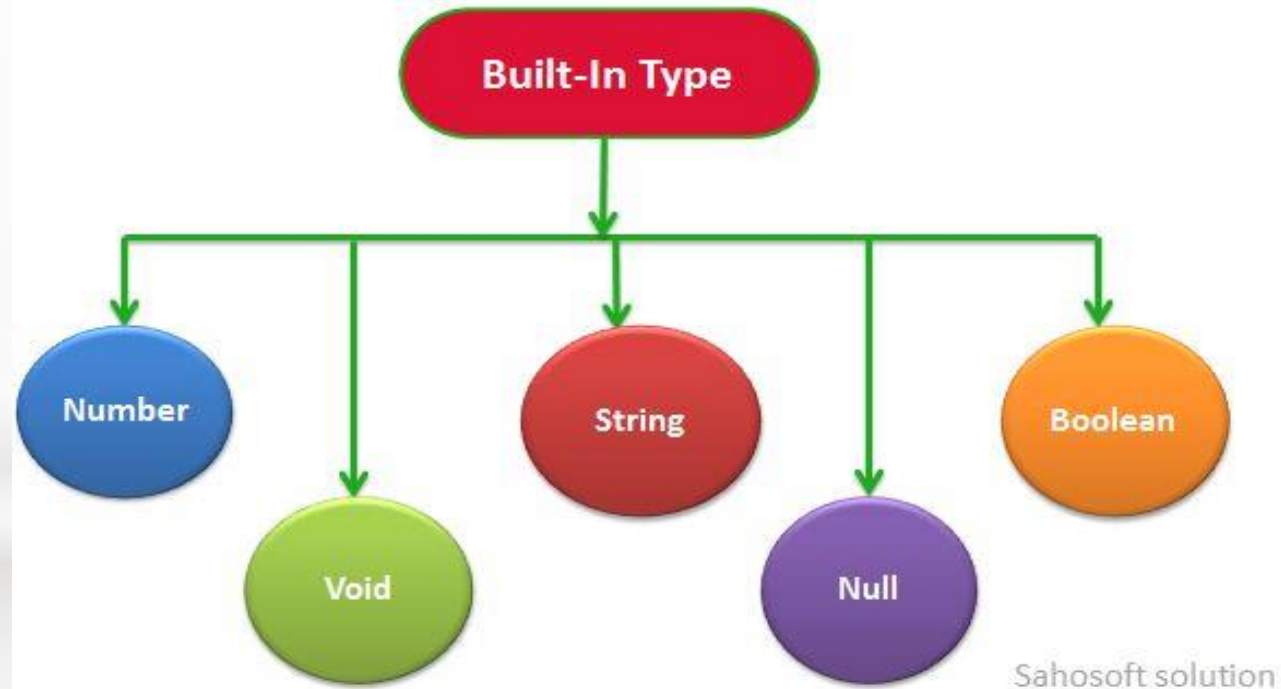 Built-In Type
Number
String
Boolean
Void
Null
Sahosoft solution